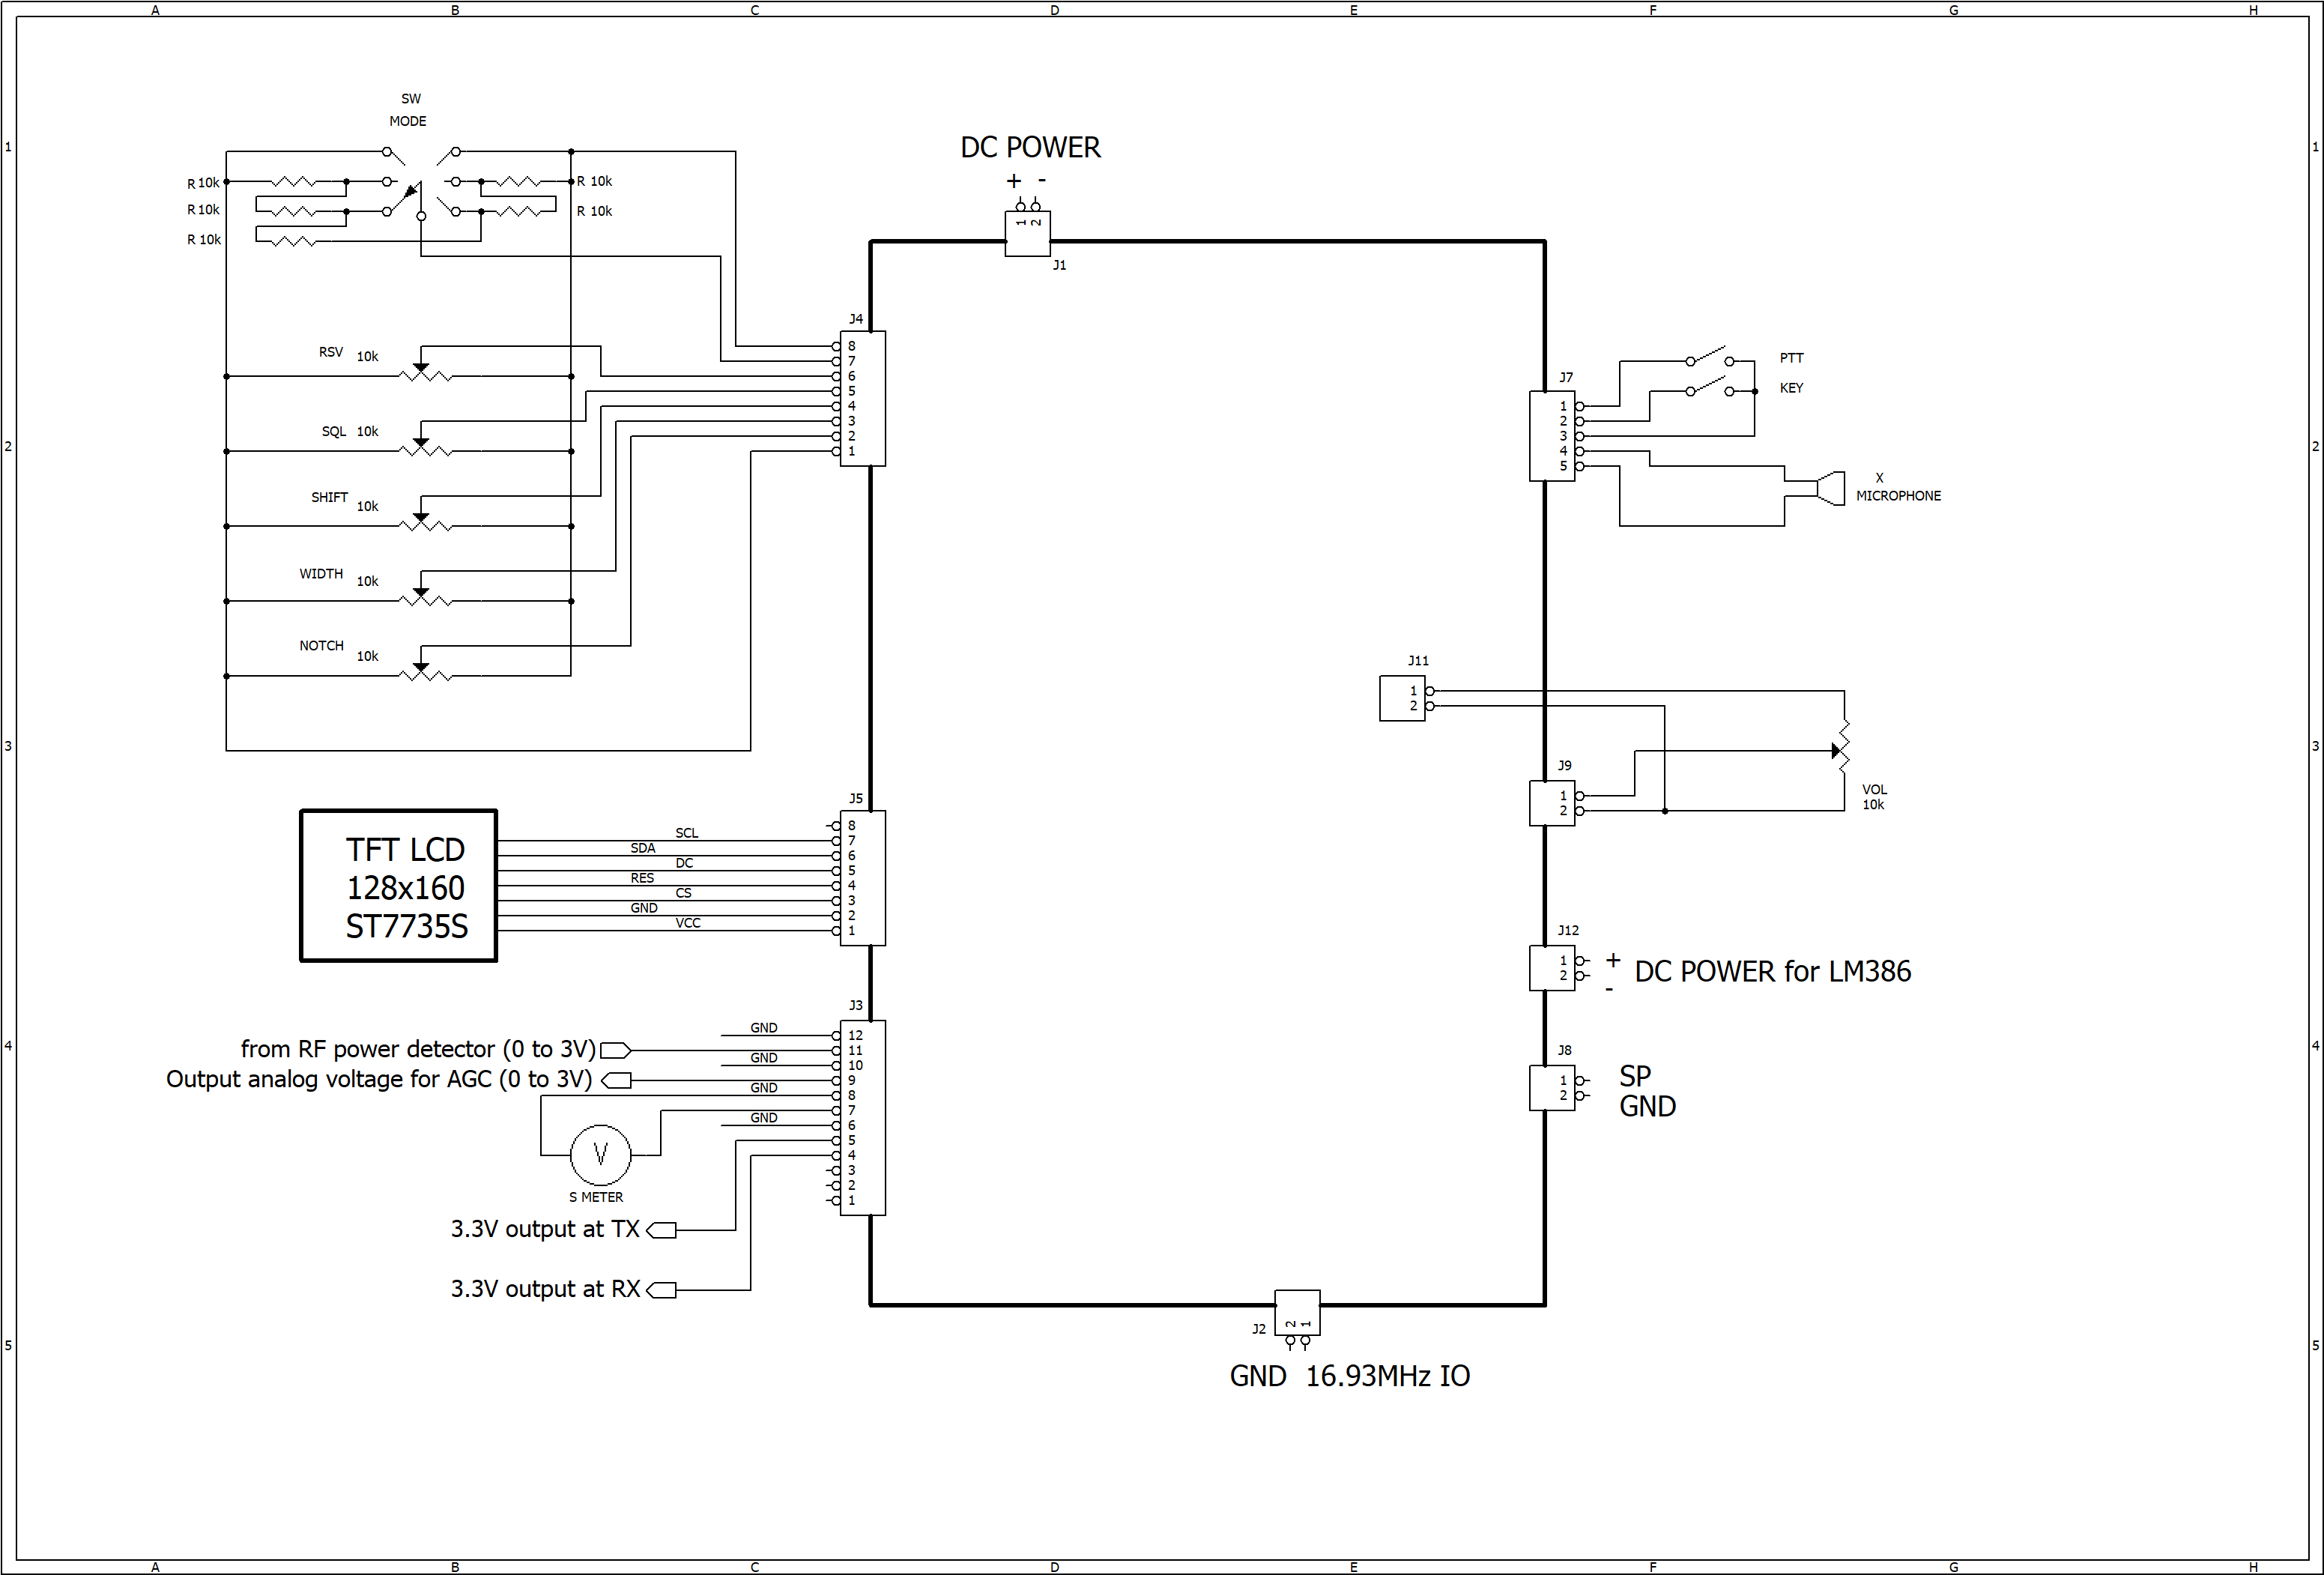 A B C D E F G H
1
SW
MODE
R 10k
R 10k
R 10k
R 10k
R 10k
DC POWER
+ -
1 2
J1
1
J4
8
7
6
5
4
3
2
1
RSV 10k
SQL 10k
SHIFT 10k
WIDTH 10k
NOTCH 10k
2
J7
1
2
3
4
5
PTT
KEY
X
MICROPHONE
2
J11
1
2
3
J9
1
2
VOL
10k
3
TFT LCD
128x160
ST7735S
SCL
SDA
DC
RES
CS
GND
VCC
J5
8
7
6
5
4
3
2
1
J12
1
2
+
-
DC POWER for LM386
4
J3
12
11
10
9
8
7
6
5
4
3
2
1
GND
from RF power detector (0 to 3V)
GND
Output analog voltage for AGC (0 to 3V)
GND
GND
V
S METER
3.3V output at TX
3.3V output at RX
J8
1
2
SP
GND
4
5
J2
2 1
GND 16.93MHz IO
5
A B C D E F G H